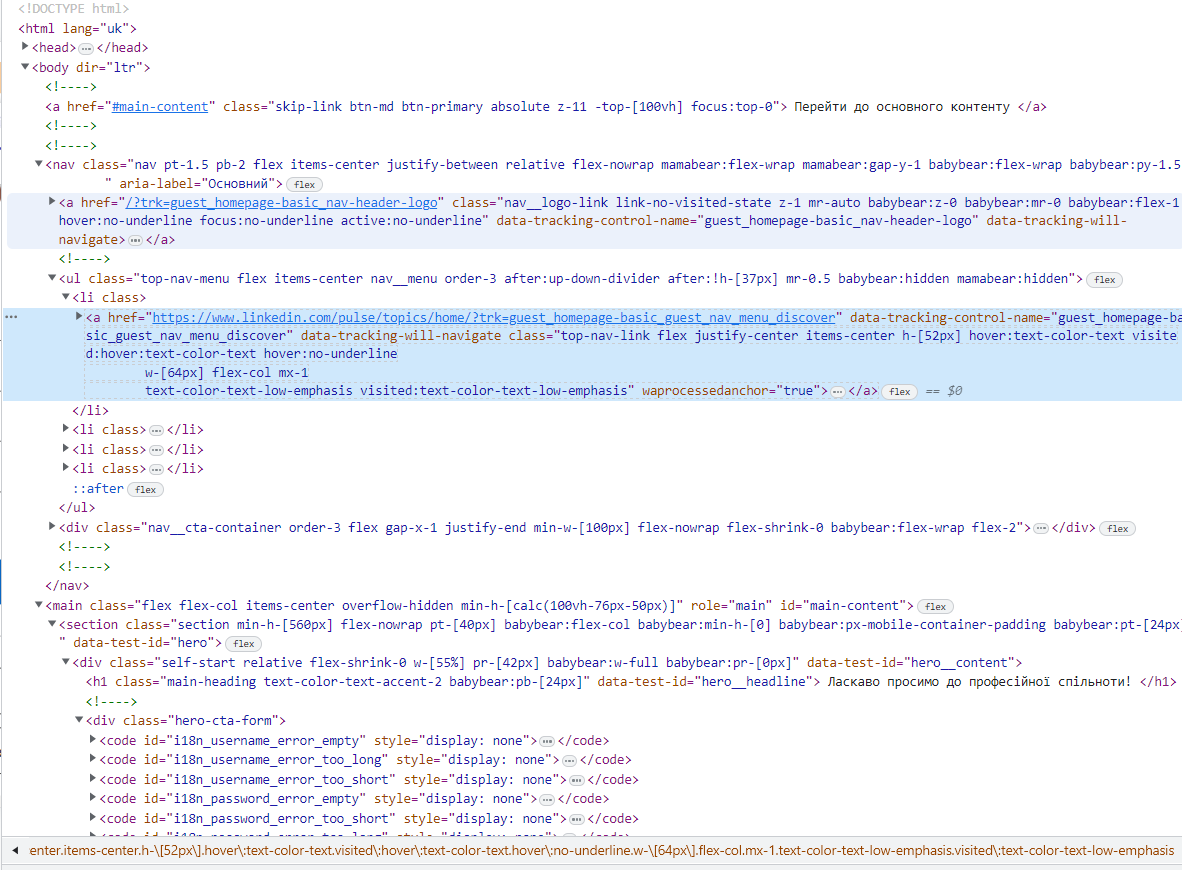 <!DOCTYPE html>
<html lang="uk">
<head>⋯</head>
<body dir="ltr">
<!---->
<a href="#main-content" class="skip-link btn-md btn-primary absolute z-11 -top-[100vh] focus:top-0"> Перейти до основного контенту </a>
<!---->
<!---->
<nav class="nav pt-1.5 pb-2 flex items-center justify-between relative flex-nowrap mamabear:flex-wrap mamabear:gap-y-1 babybear:flex-wrap babybear:py-1.5
" aria-label="Основний"> flex
<a href="/?trk=guest_homepage-basic_nav-header-logo" class="nav__logo-link link-no-visited-state z-1 mr-auto babybear:z-0 babybear:mr-0 babybear:flex-1
hover:no-underline focus:no-underline active:no-underline" data-tracking-control-name="guest_homepage-basic_nav-header-logo" data-tracking-will-
navigate>⋯</a>
<!---->
<ul class="top-nav-menu flex items-center nav__menu order-3 after:up-down-divider after:!h-[37px] mr-0.5 babybear:hidden mamabear:hidden"> flex
<li class>
<a href="https://www.linkedin.com/pulse/topics/home/?trk=guest_homepage-basic_guest_nav_menu_discover" data-tracking-control-name="guest_homepage-ba
sic_guest_nav_menu_discover" data-tracking-will-navigate class="top-nav-link flex justify-center items-center h-[52px] hover:text-color-text visite
d:hover:text-color-text hover:no-underline
w-[64px] flex-col mx-1
text-color-text-low-emphasis visited:text-color-text-low-emphasis" waprocessedanchor="true">⋯</a> flex == $0
</li>
<li class>⋯</li>
<li class>⋯</li>
<li class>⋯</li>
::after flex
</ul>
<div class="nav__cta-container order-3 flex gap-x-1 justify-end min-w-[100px] flex-nowrap flex-shrink-0 babybear:flex-wrap flex-2">⋯</div> flex
<!---->
<!---->
</nav>
<main class="flex flex-col items-center overflow-hidden min-h-[calc(100vh-76px-50px)]" role="main" id="main-content"> flex
<section class="section min-h-[560px] flex-nowrap pt-[40px] babybear:flex-col babybear:min-h-[0] babybear:px-mobile-container-padding babybear:pt-[24px]
" data-test-id="hero"> flex
<div class="self-start relative flex-shrink-0 w-[55%] pr-[42px] babybear:w-full babybear:pr-[0px]" data-test-id="hero__content">
<h1 class="main-heading text-color-text-accent-2 babybear:pb-[24px]" data-test-id="hero__headline"> Ласкаво просимо до професійної спільноти! </h1>
<!---->
<div class="hero-cta-form">
<code id="i18n_username_error_empty" style="display: none">⋯</code>
<code id="i18n_username_error_too_long" style="display: none">⋯</code>
<code id="i18n_username_error_too_short" style="display: none">⋯</code>
<code id="i18n_password_error_empty" style="display: none">⋯</code>
<code id="i18n_password_error_too_short" style="display: none">⋯</code>
<code id="i18n_password_error_too_long" style="display: none">⋯</code>
enter.items-center.h-\[52px\].hover\:text-color-text.visited\:hover\:text-color-text.hover\:no-underline.w-\[64px\].flex-col.mx-1.text-color-text-low-emphasis.visited\:text-color-text-low-emphasis